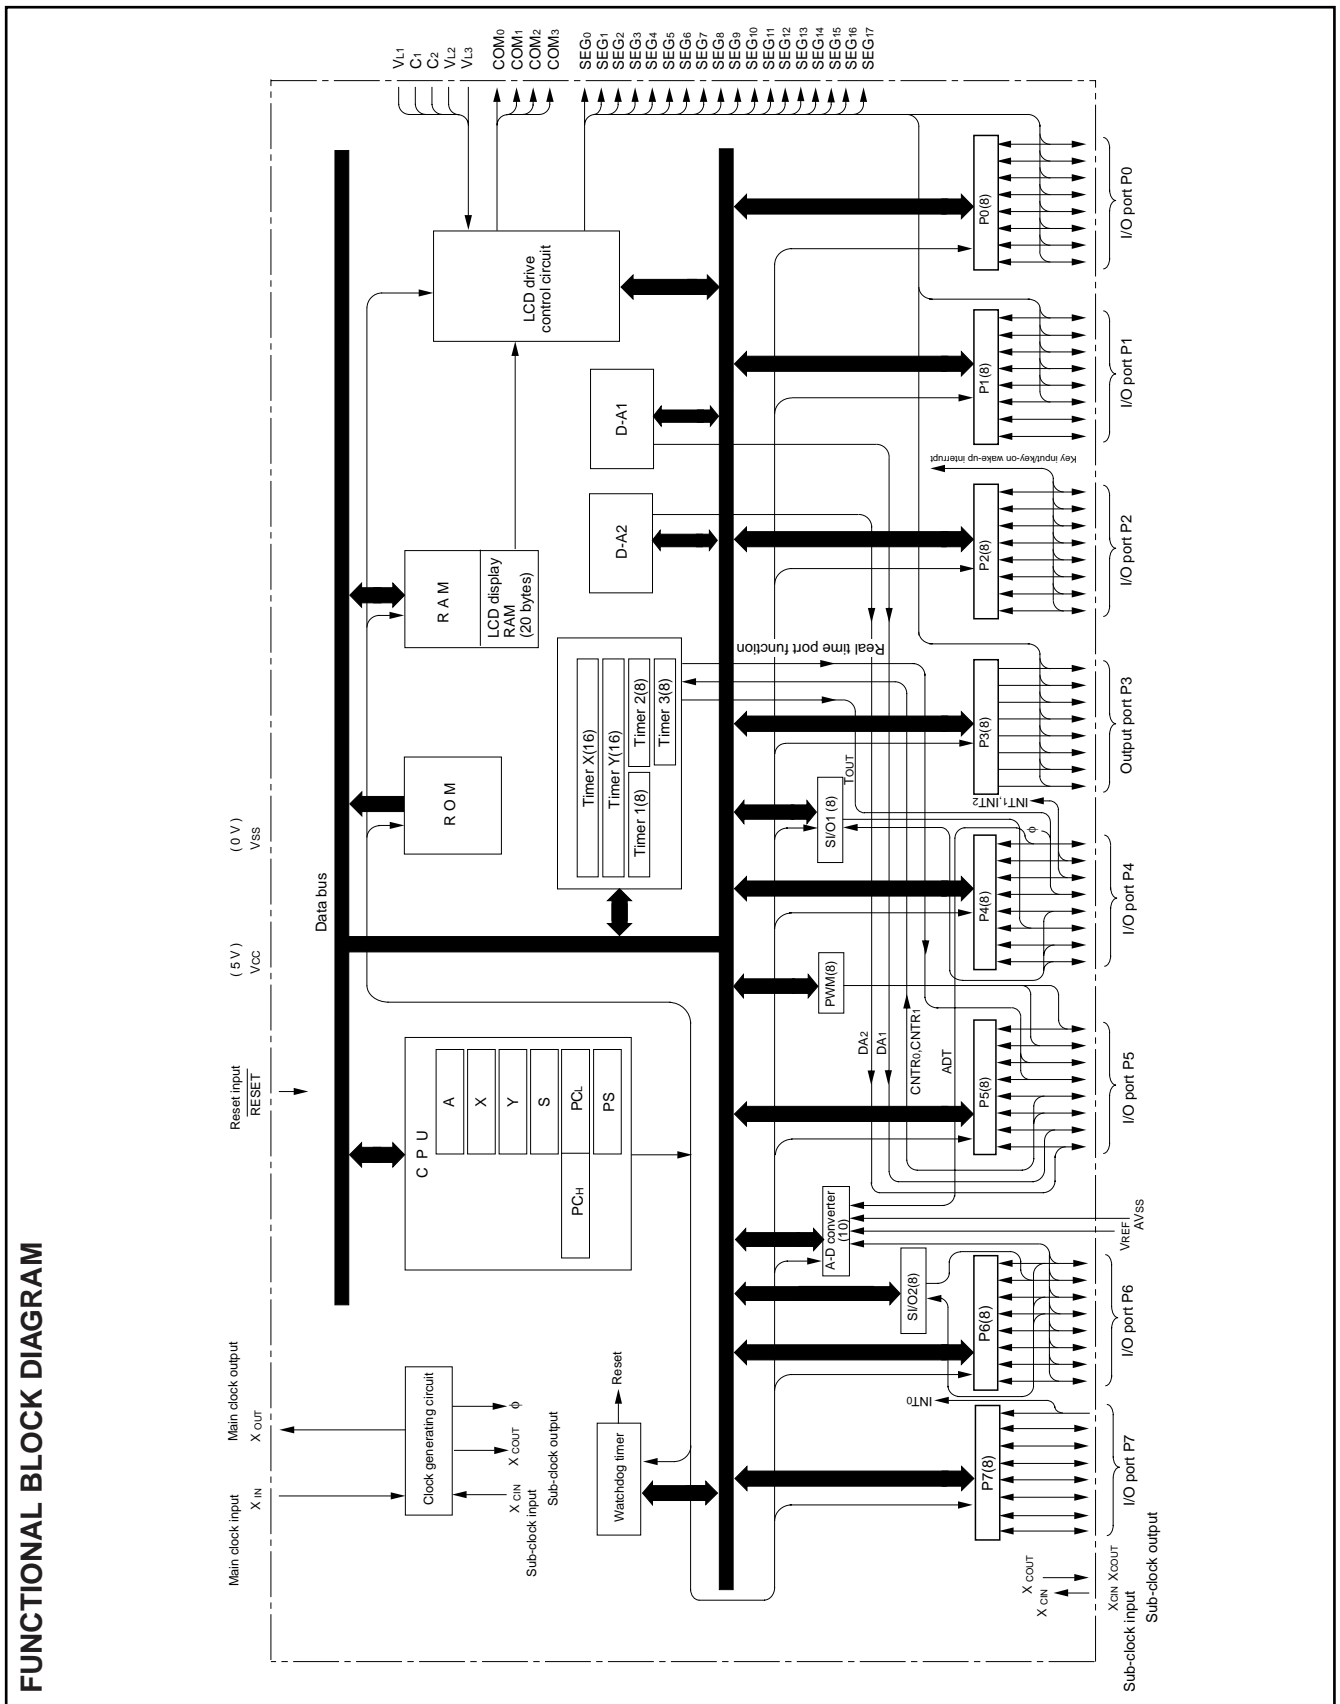 FUNCTIONAL BLOCK DIAGRAM
Main clock input
X IN
Main clock output
X OUT
Reset input
RESET
( 5 V )
VCC
( 0 V )
VSS
VL1
C1
C2
VL2
VL3
COM0
COM1
COM2
COM3
SEG0
SEG1
SEG2
SEG3
SEG4
SEG5
SEG6
SEG7
SEG8
SEG9
SEG10
SEG11
SEG12
SEG13
SEG14
SEG15
SEG16
SEG17
Data bus
Clock generating circuit
X CIN
Sub-clock input
X COUT
Sub-clock output
ϕ
C P U
A
X
Y
S
PCH
PCL
PS
R O M
R A M
LCD display
RAM
(20 bytes)
LCD drive
control circuit
Timer X(16)
Timer Y(16)
Timer 1(8)
Timer 2(8)
Timer 3(8)
D-A2
D-A1
Watchdog timer
Reset
Real time port function
TOUT
SI/O1 (8)
PWM(8)
A-D converter
(10)
SI/O2(8)
DA2
DA1
CNTR0,CNTR1
ADT
INT0
INT1,INT2
ϕ
Key input/key-on wake-up interrupt
P7(8)
P6(8)
P5(8)
P4(8)
P3(8)
P2(8)
P1(8)
P0(8)
X CIN
X COUT
XCIN XCOUT
Sub-clock input
Sub-clock output
VREF
AVSS
I/O port P7
I/O port P6
I/O port P5
I/O port P4
Output port P3
I/O port P2
I/O port P1
I/O port P0